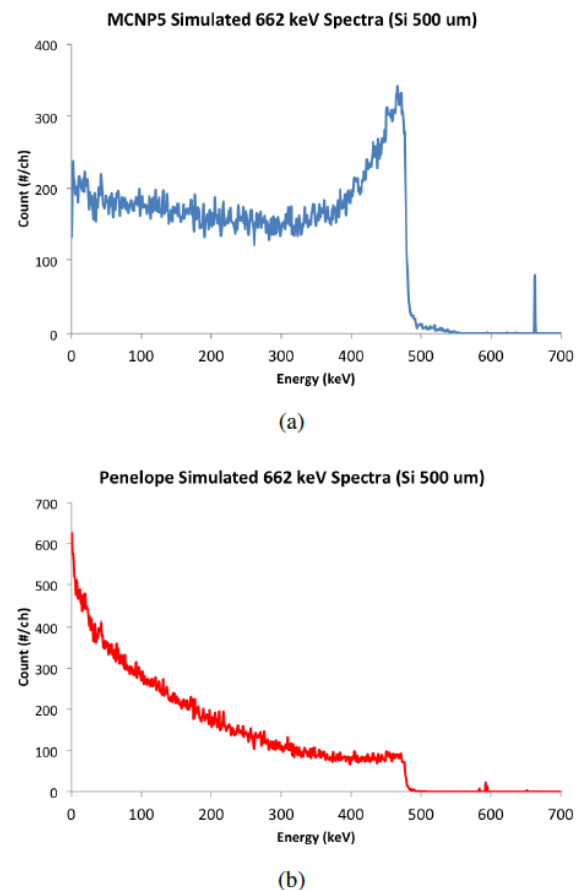 MCNP5 Simulated 662 keV Spectra (Si 500 um)
400
300
200
100
0
Count (#/ch)
0 100 200 300 400 500 600 700
Energy (keV)
(a)
Penelope Simulated 662 keV Spectra (Si 500 um)
700
600
500
400
300
200
100
0
Count (#/ch)
0 100 200 300 400 500 600 700
Energy (keV)
(b)